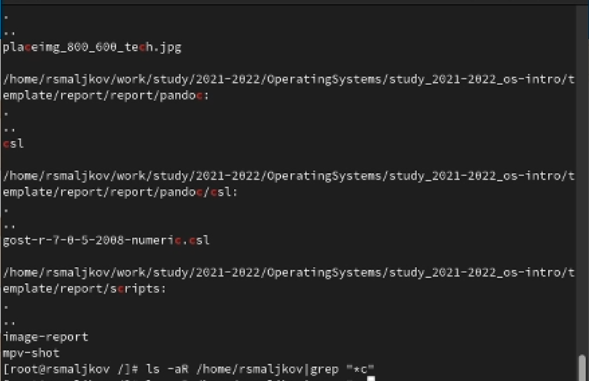 .
..
placeimg_800_600_tech.jpg
/home/rsmaljkov/work/study/2021-2022/OperatingSystems/study_2021-2022_os-intro/t
emplate/report/report/pandoc:
.
..
csl
/home/rsmaljkov/work/study/2021-2022/OperatingSystems/study_2021-2022_os-intro/t
emplate/report/report/pandoc/csl:
.
..
gost-r-7-0-5-2008-numeric.csl
/home/rsmaljkov/work/study/2021-2022/OperatingSystems/study_2021-2022_os-intro/t
emplate/report/scripts:
.
..
image-report
mpv-shot
[root@rsmaljkov /]# ls -aR /home/rsmaljkov|grep "*c"